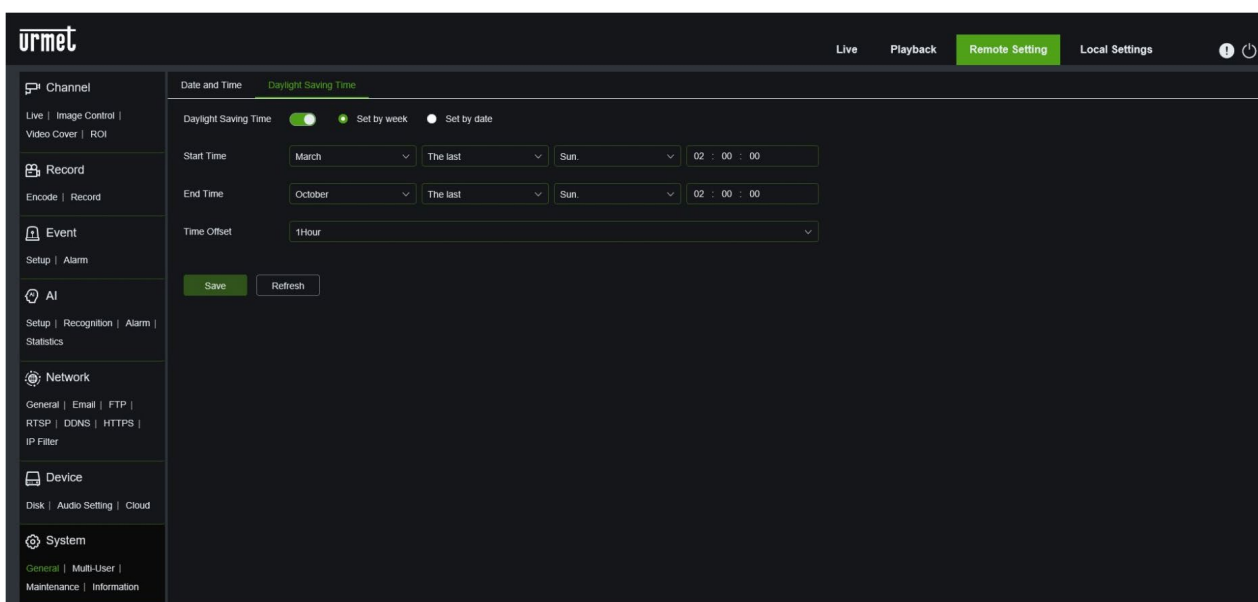 urmet
Live Playback Remote Setting Local Settings
Channel
Live | Image Control |
Video Cover | ROI
Record
Encode | Record
Event
Setup | Alarm
AI
Setup | Recognition | Alarm |
Statistics
Network
General | Email | FTP |
RTSP | DDNS | HTTPS |
IP Filter
Device
Disk | Audio Setting | Cloud
System
General | Multi-User |
Maintenance | Information
Date and Time Daylight Saving Time
Daylight Saving Time Set by week Set by date
Start Time March The last Sun. 02 : 00 : 00
End Time October The last Sun. 02 : 00 : 00
Time Offset 1Hour
Save Refresh